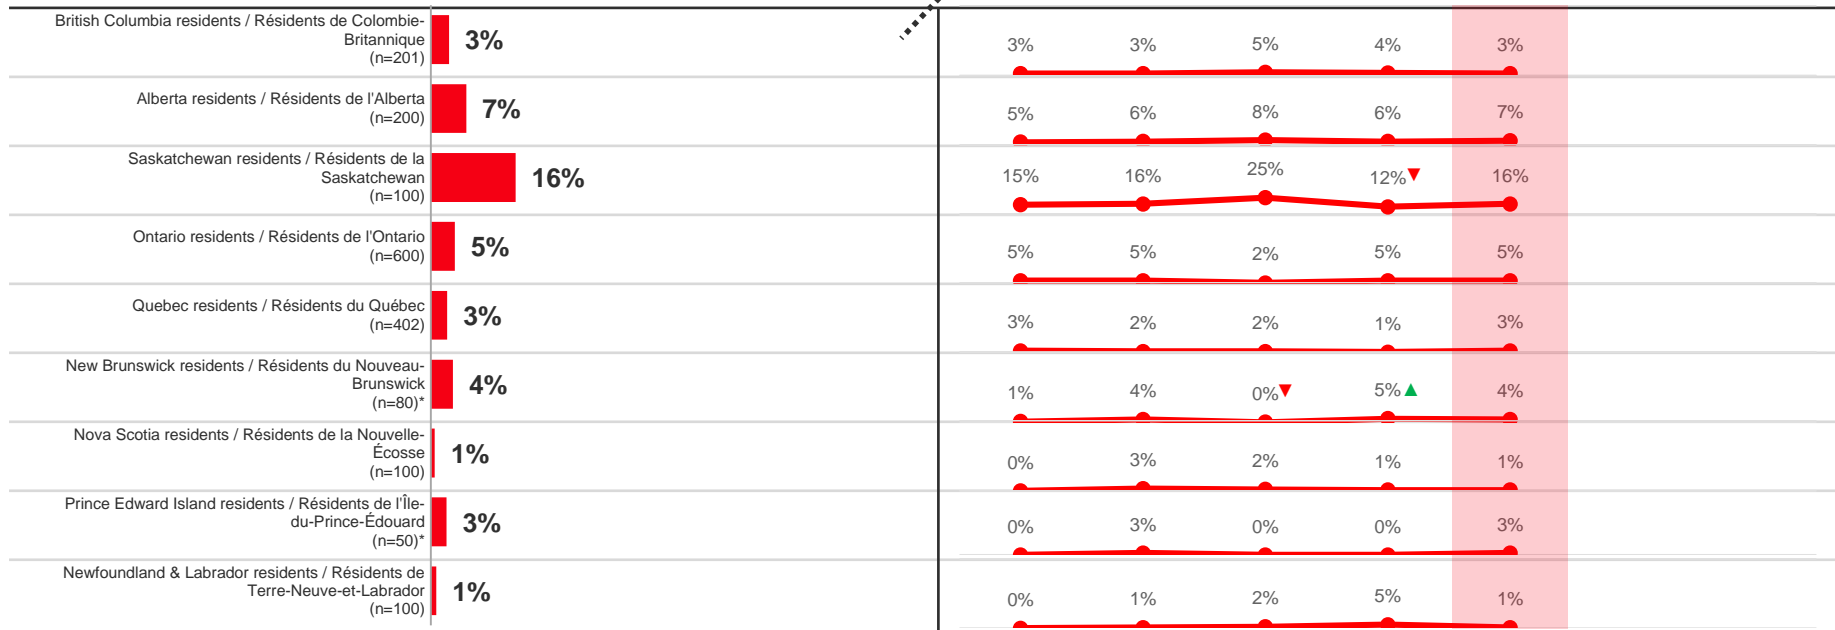 British Columbia residents / Résidents de Colombie-
Britannique
(n=201)
3%
3% 3% 5% 4% 3%
Alberta residents / Résidents de l'Alberta
(n=200)
7%
5% 6% 8% 6% 7%
Saskatchewan residents / Résidents de la
Saskatchewan
(n=100)
16%
15% 16% 25% 12%▼ 16%
Ontario residents / Résidents de l'Ontario
(n=600)
5%
5% 5% 2% 5% 5%
Quebec residents / Résidents du Québec
(n=402)
3%
3% 2% 2% 1% 3%
New Brunswick residents / Résidents du Nouveau-
Brunswick
(n=80)*
4%
1% 4% 0%▼ 5%▲ 4%
Nova Scotia residents / Résidents de la Nouvelle-
Écosse
(n=100)
1%
0% 3% 2% 1% 1%
Prince Edward Island residents / Résidents de l'Île-
du-Prince-Édouard
(n=50)*
3%
0% 3% 0% 0% 3%
Newfoundland & Labrador residents / Résidents de
Terre-Neuve-et-Labrador
(n=100)
1%
0% 1% 2% 5% 1%